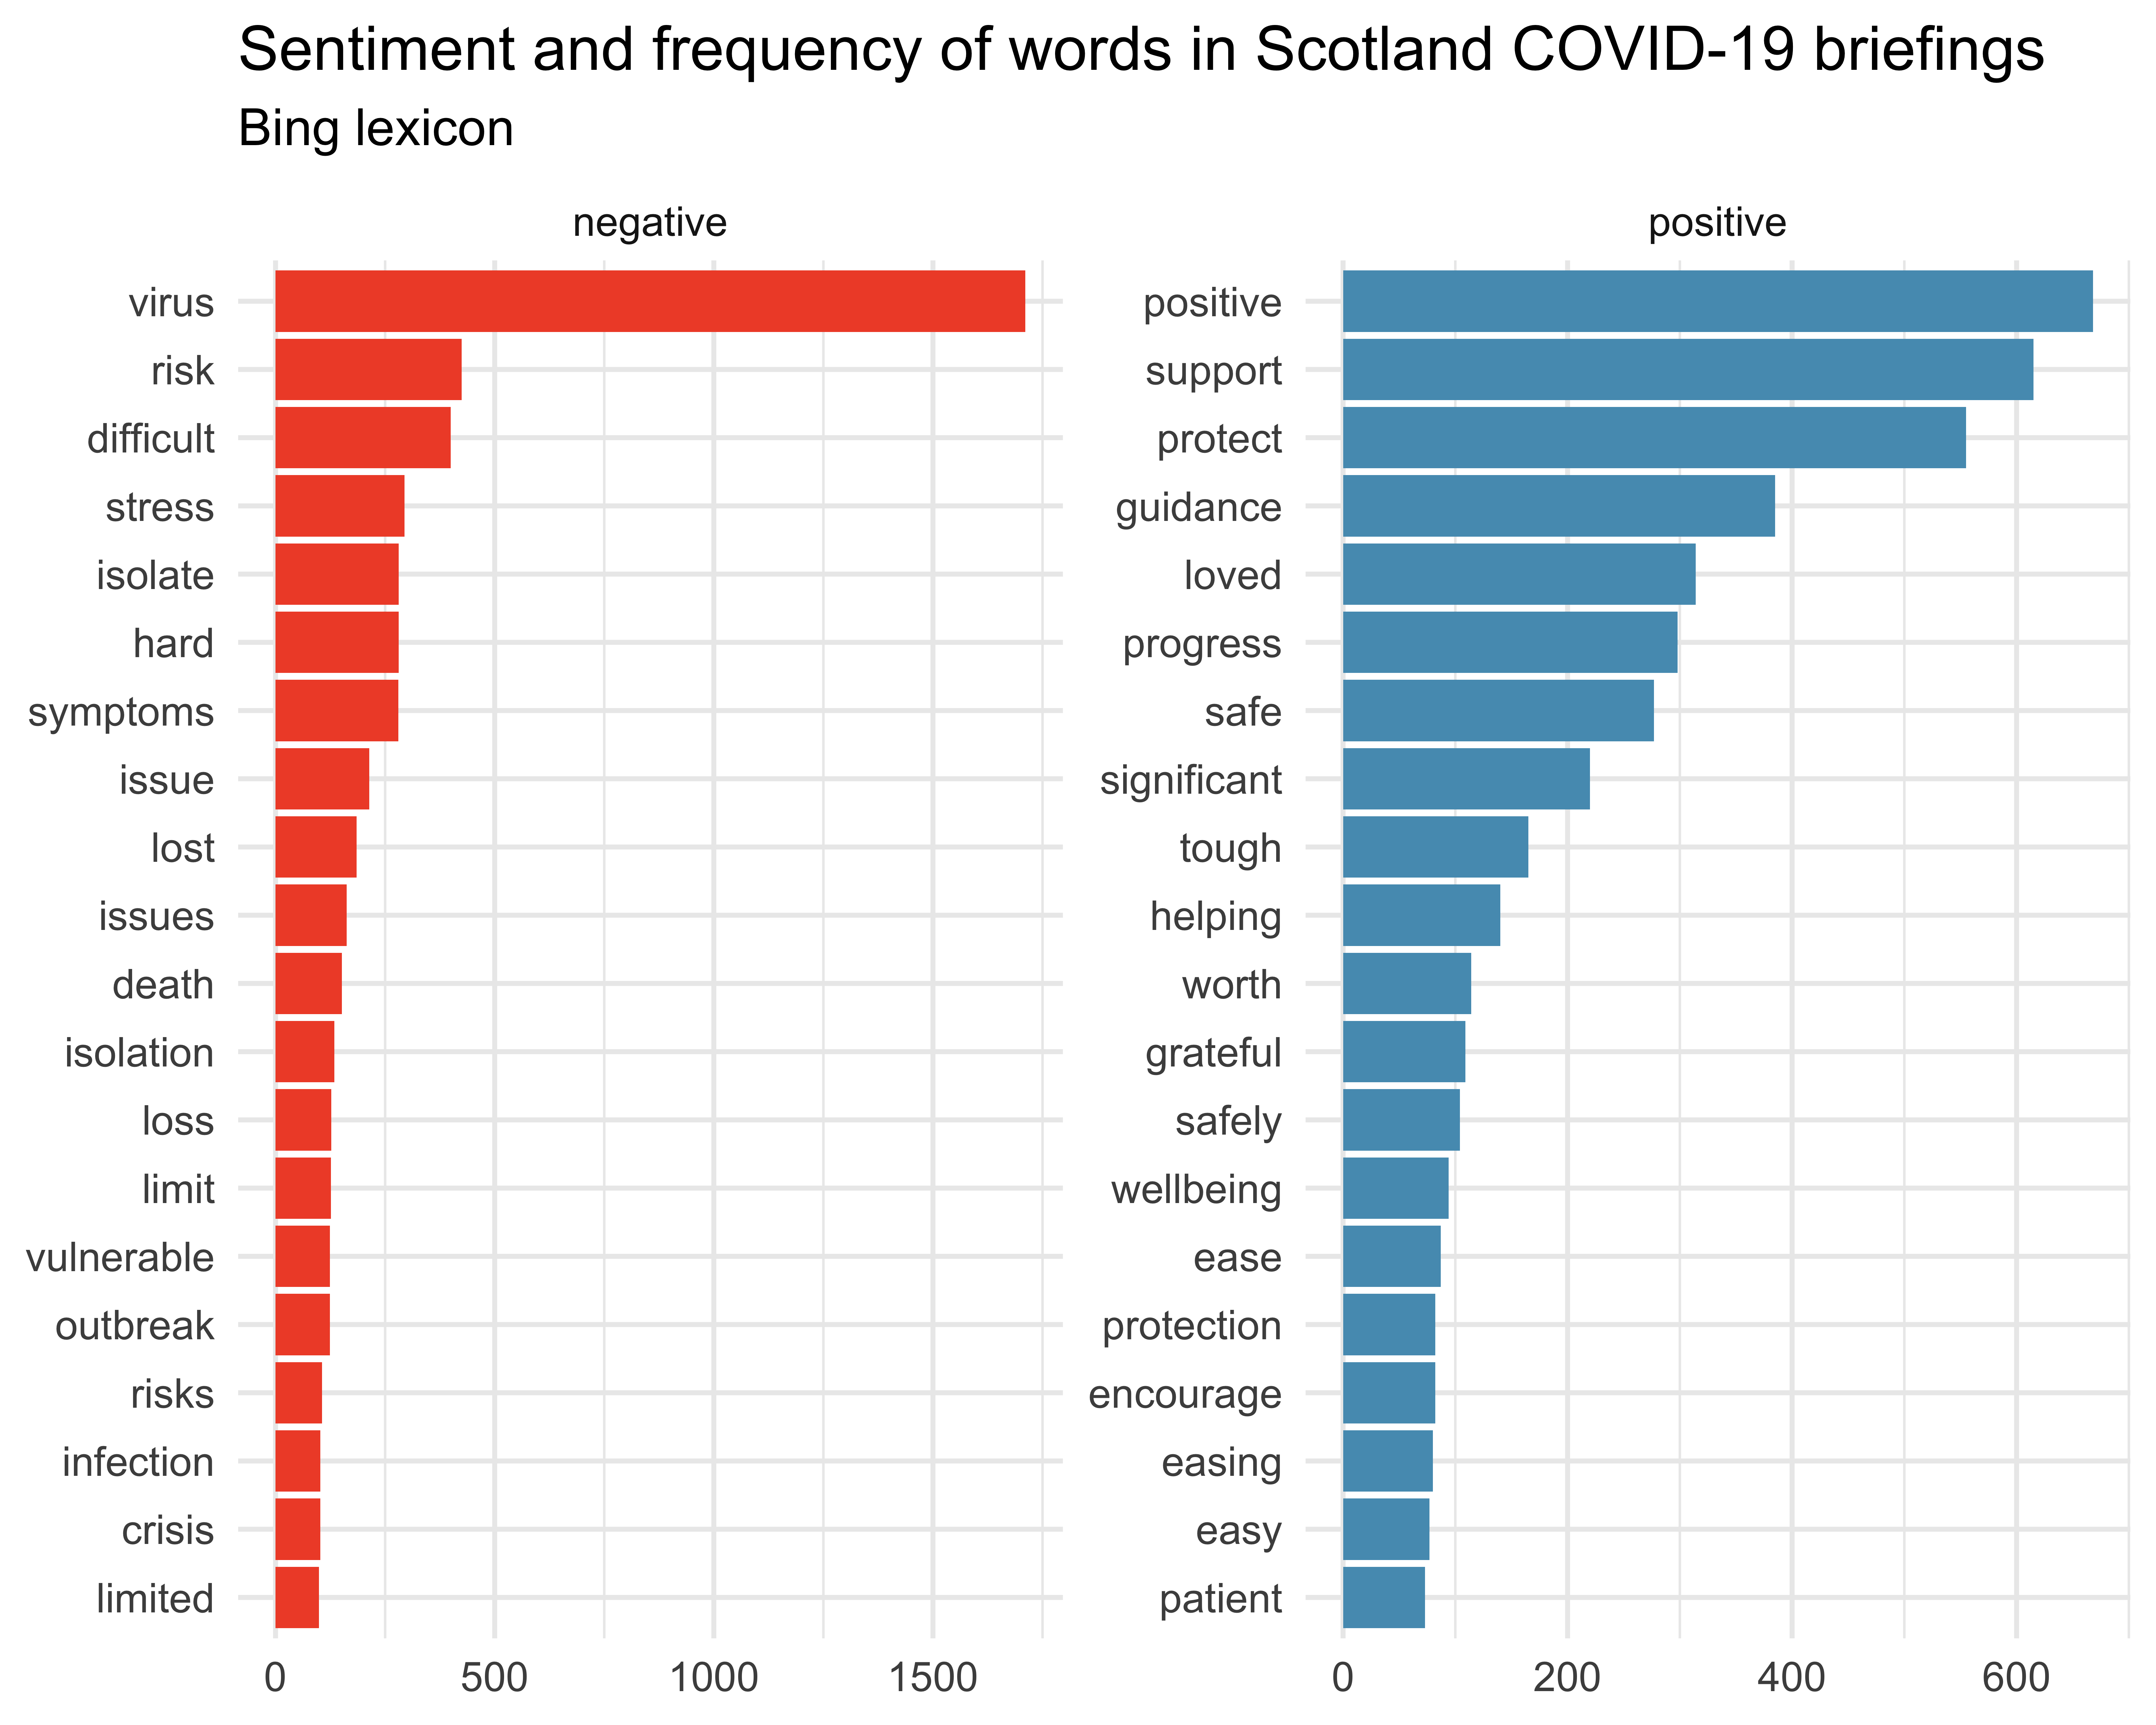 Sentiment and frequency of words in Scotland COVID-19 briefings
Bing lexicon
negative
virus
risk
difficult
stress
isolate
hard
symptoms
issue
lost
issues
death
isolation
loss
limit
vulnerable
outbreak
risks
infection
crisis
limited
0 500 1000 1500
positive
positive
support
protect
guidance
loved
progress
safe
significant
tough
helping
worth
grateful
safely
wellbeing
ease
protection
encourage
easing
easy
patient
0 200 400 600